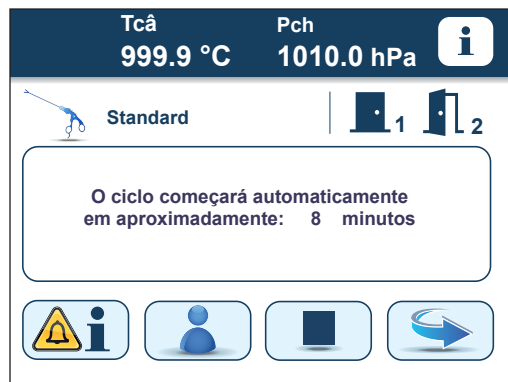 Tcâ Pch
999.9 °C 1010.0 hPa i
Standard 1 2
O ciclo começará automaticamente
em aproximadamente: 8 minutos
i